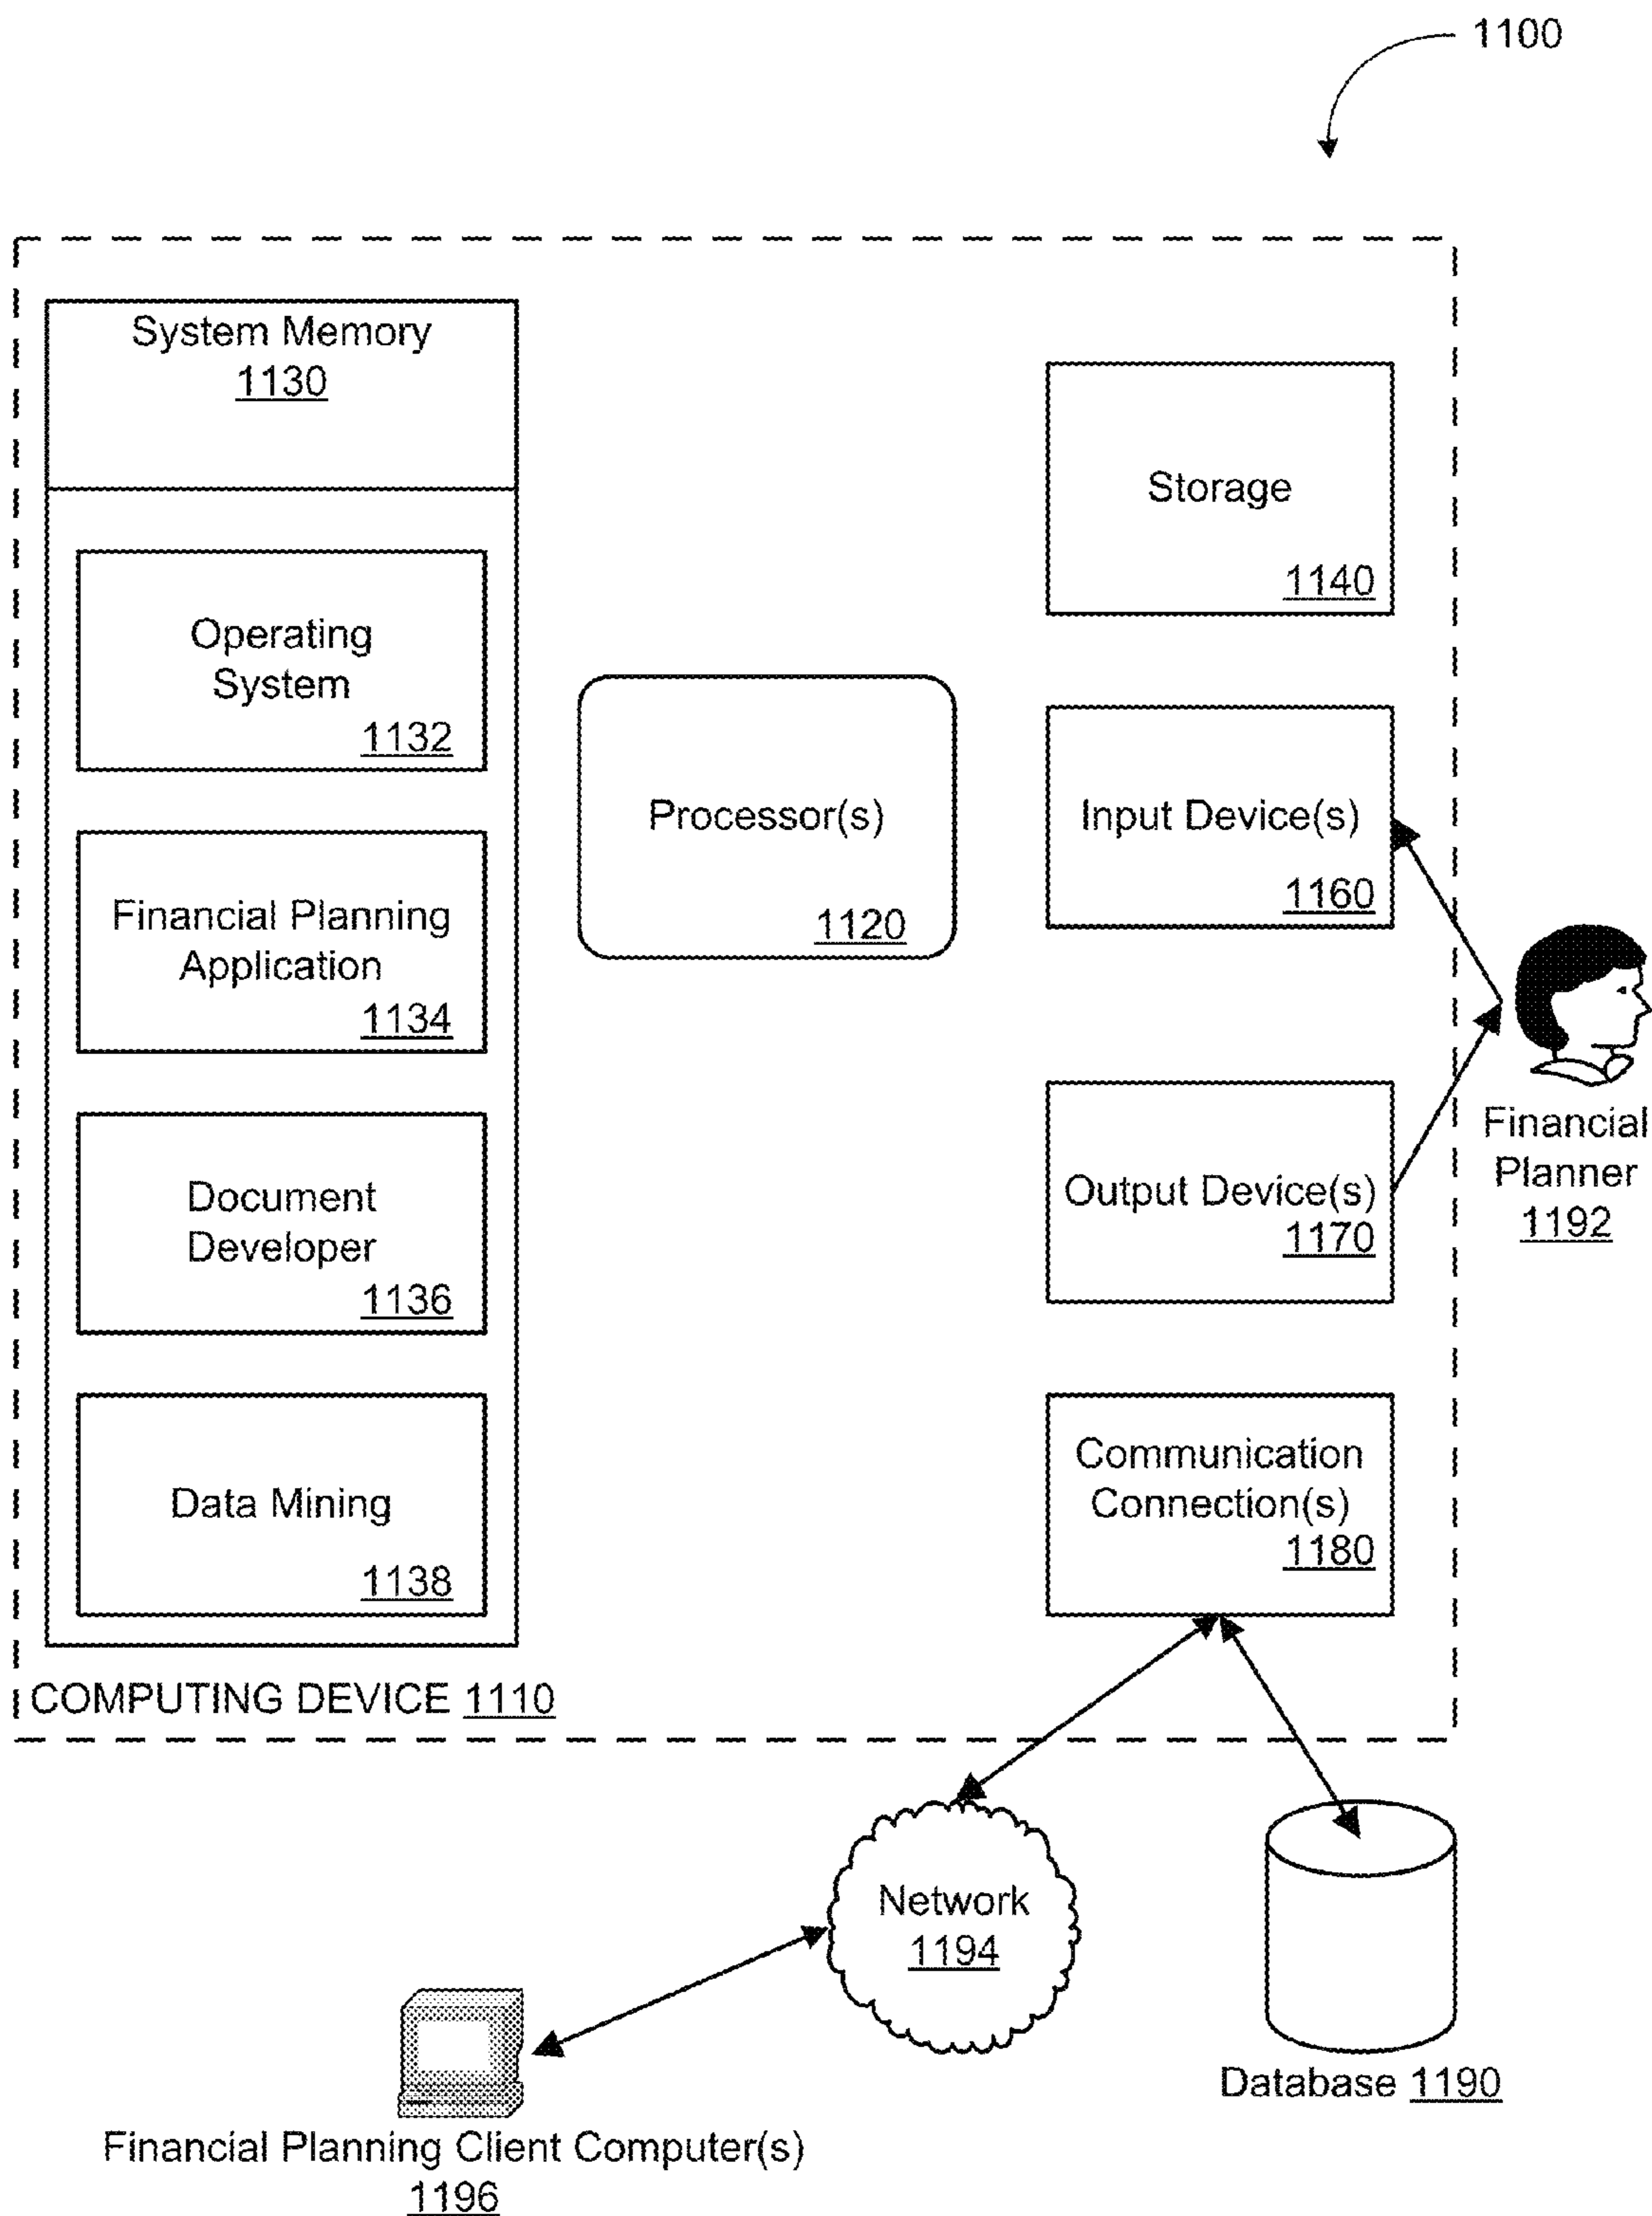 1100
System Memory
1130
Operating
System
1132
Financial Planning
Application
1134
Document
Developer
1136
Data Mining
1138
Processor(s)
1120
Storage
1140
Input Device(s)
1160
Output Device(s)
1170
Communication
Connection(s)
1180
COMPUTING DEVICE 1110
Financial
Planner
1192
Network
1194
Database 1190
Financial Planning Client Computer(s)
1196